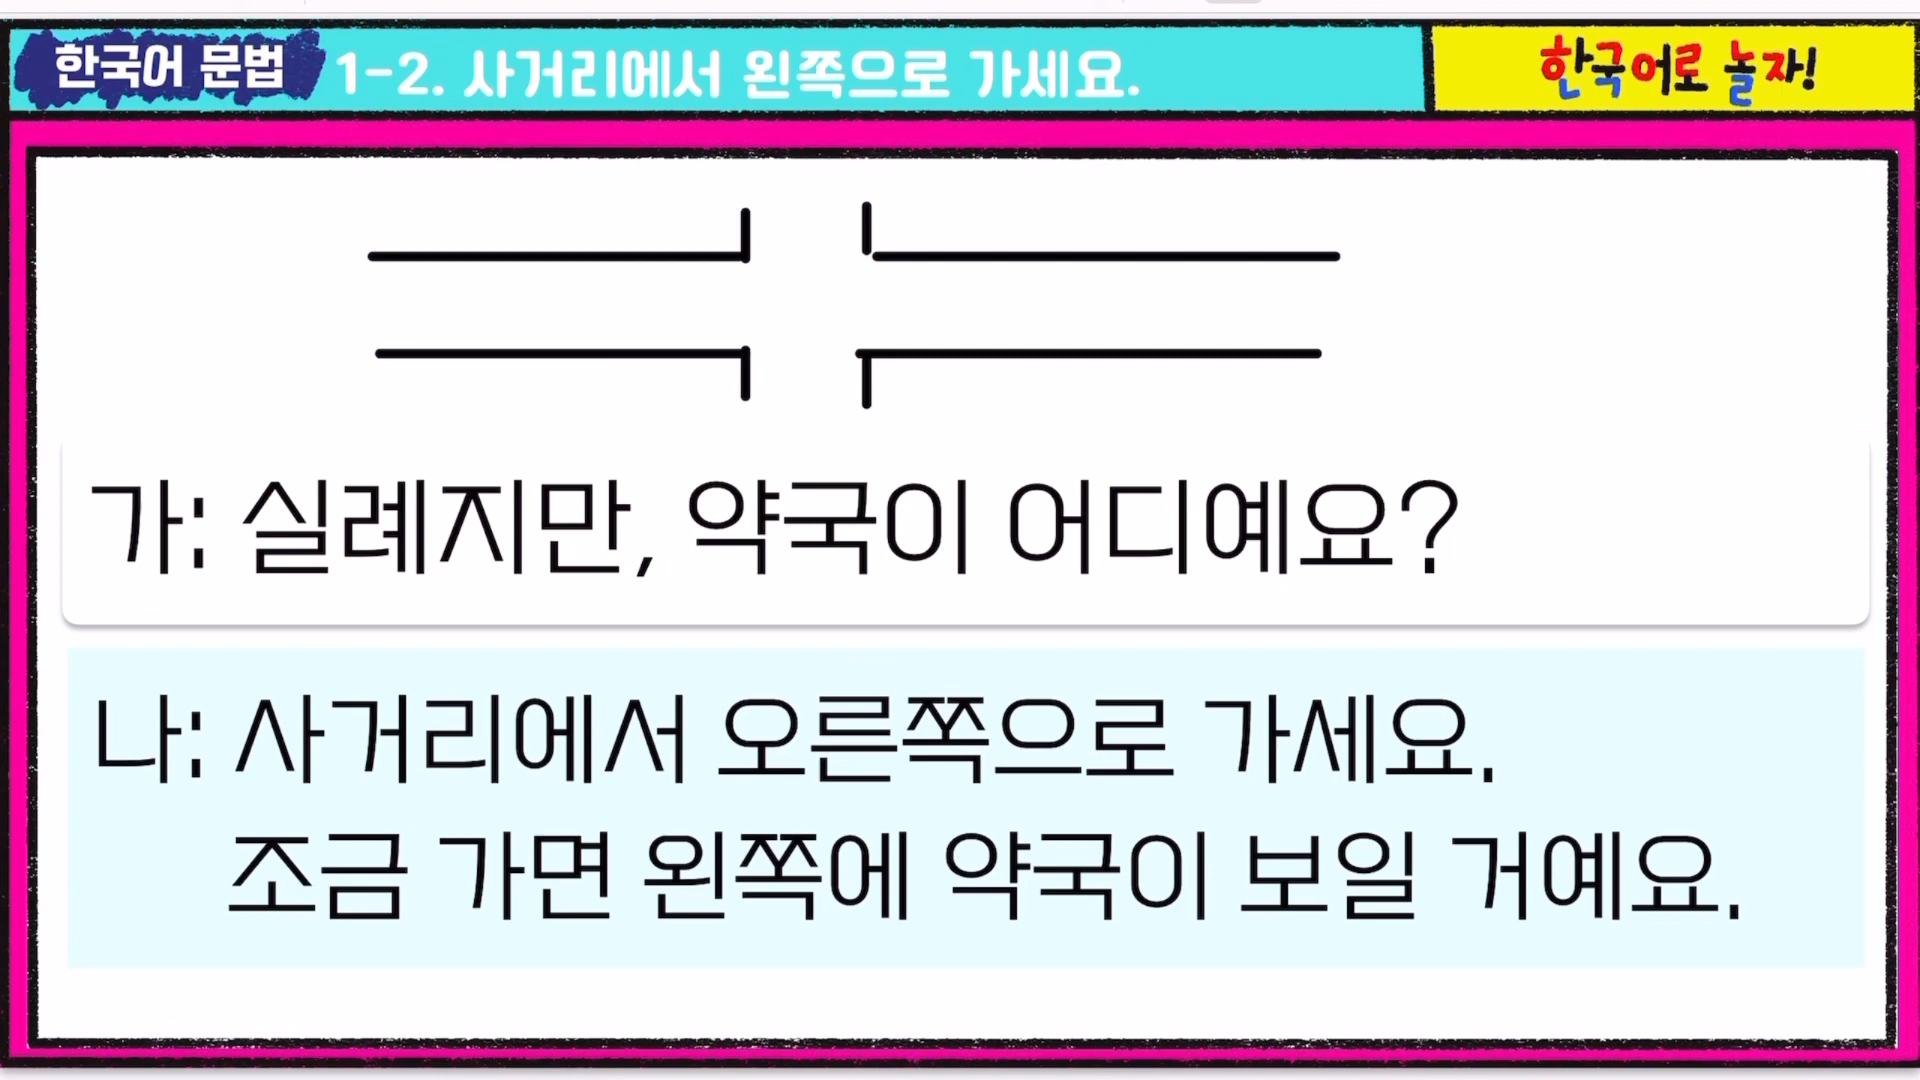 한국어 문법
1-2. 사거리에서 왼쪽으로 가세요.
한국어로 놀자!
가: 실례지만, 약국이 어디예요?
나: 사거리에서 오른쪽으로 가세요.
조금 가면 왼쪽에 약국이 보일 거예요.